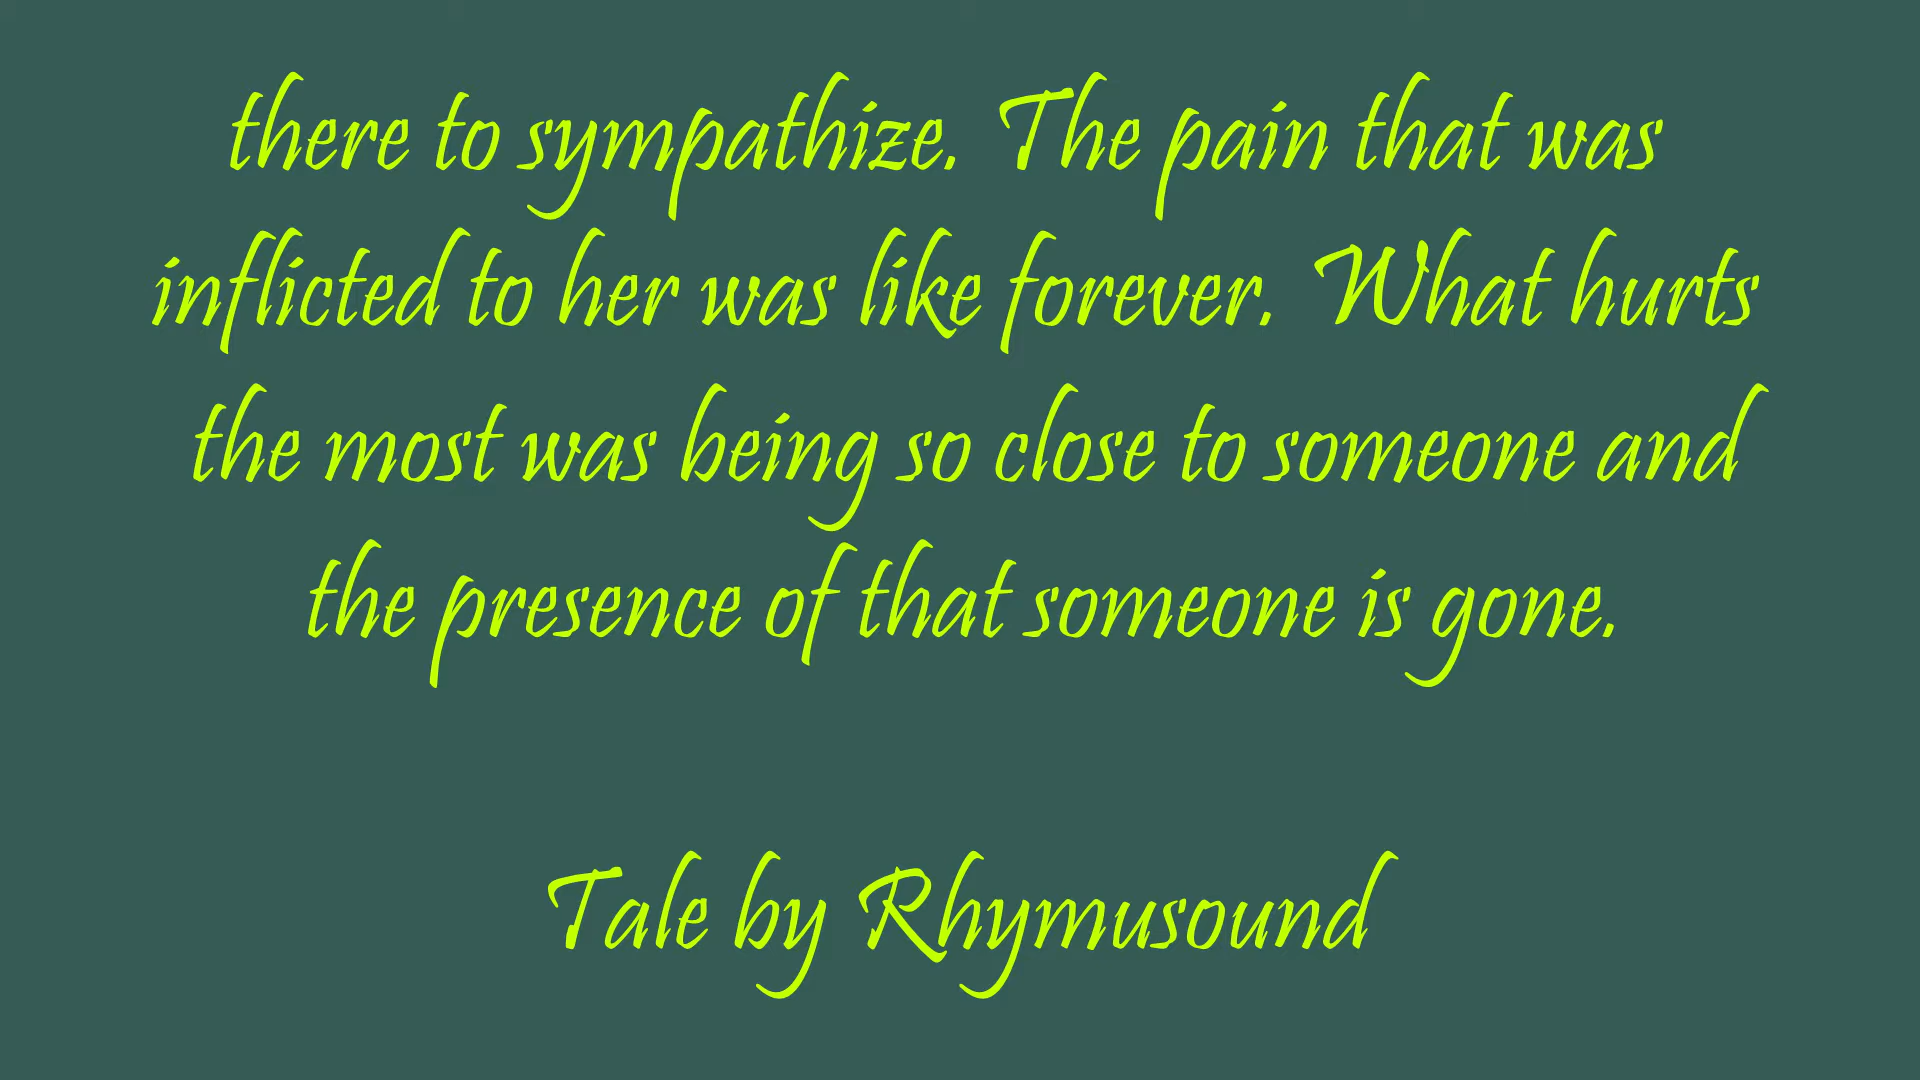 there to sympathize. The pain that was
inflicted to her was like forever. What hurts
the most was being so close to someone and
the presence of that someone is gone.
Tale by Rhymusound